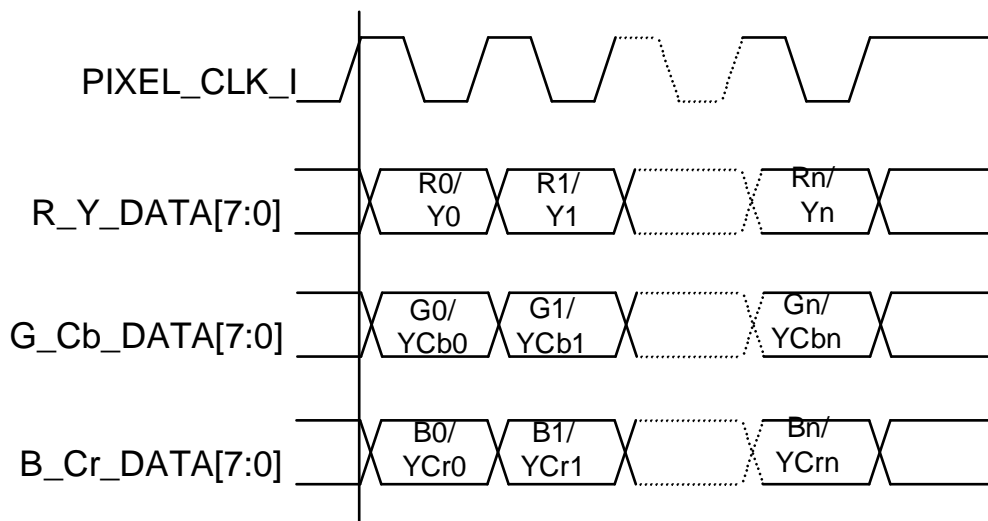 PIXEL_CLK_I
R_Y_DATA[7:0]
R0/
Y0
R1/
Y1
Rn/
Yn
G_Cb_DATA[7:0]
G0/
YCb0
G1/
YCb1
Gn/
YCbn
B_Cr_DATA[7:0]
B0/
YCr0
B1/
YCr1
Bn/
YCrn